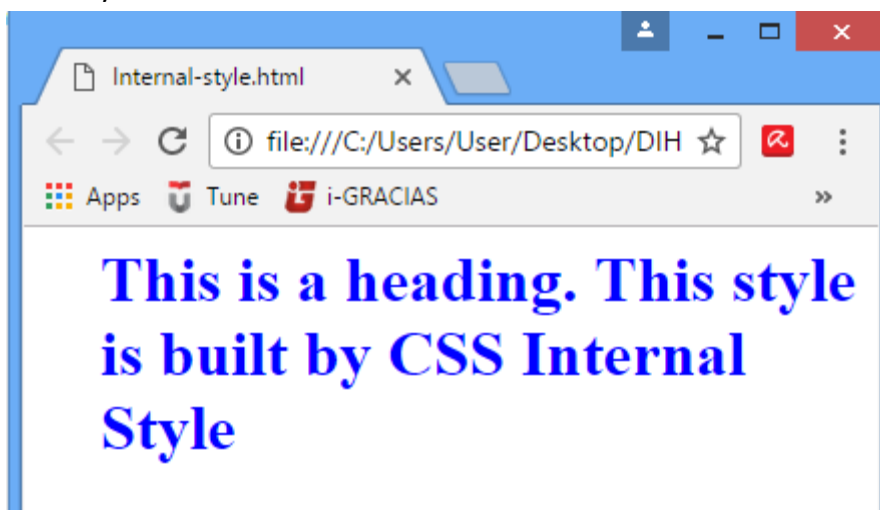 Internal-style.html
file:///C:/Users/User/Desktop/DIH
Apps Tune i-GRACIAS
This is a heading. This style
is built by CSS Internal
Style